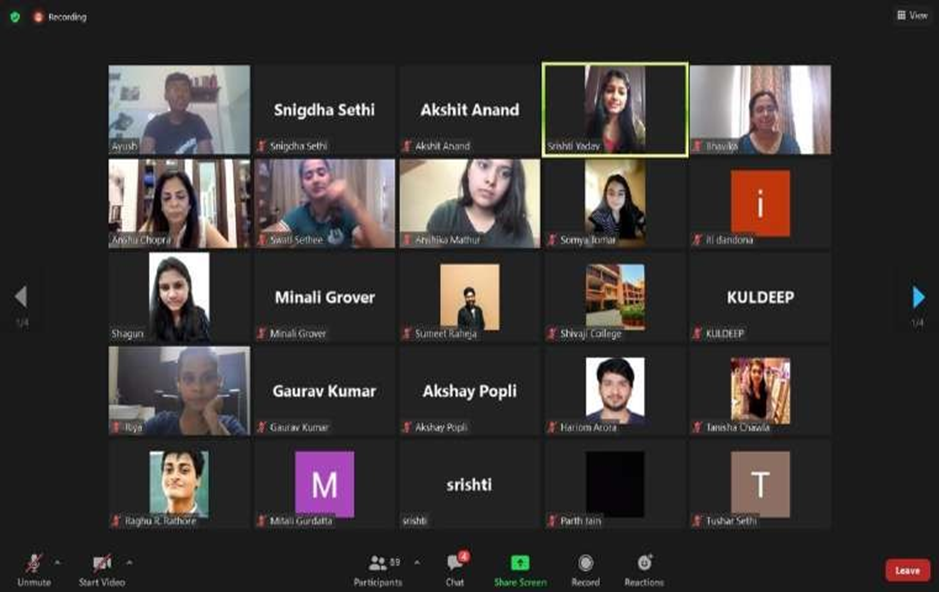 Recording
View
Ayush
Snigdha Sethi
Snigdha Sethi
Akshit Anand
Akshit Anand
Srishti Yadav
Bhavika
Anshu Chopra
Swati Sethee
Anshika Mathur
Somya Tomar
i
iti dandona
Shagun
Minali Grover
Minali Grover
Sumeet Raheja
Shivaji College
KULDEEP
KULDEEP
1/4
1/4
Riya
Gaurav Kumar
Gaurav Kumar
Akshay Popli
Akshay Popli
Hariom Arora
Tanisha Chawla
Raghu R. Rathore
M
Mitali Gurdatta
srishti
srishti
Parth Jain
T
Tushar Sethi
Unmute
Start Video
89
Participants
4
Chat
Share Screen
Record
Reactions
Leave